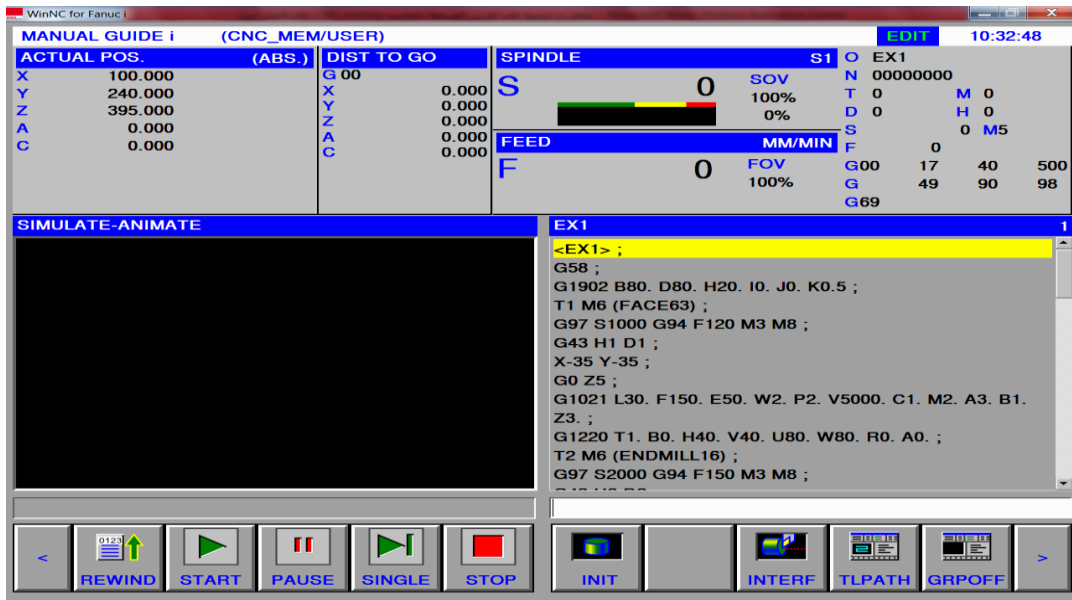 WinNC for Fanuc i
MANUAL GUIDE i (CNC_MEM/USER) EDIT 10:32:48
ACTUAL POS. (ABS.)
X 100.000
Y 240.000
Z 395.000
A 0.000
C 0.000
DIST TO GO
G 00
X 0.000
Y 0.000
Z 0.000
A 0.000
C 0.000
SPINDLE S1
S 0 SOV
100%
0%
FEED MM/MIN
F 0 FOV
100%
O EX1
N 00000000
T 0 M 0
D 0 H 0
S 0 M5
F 0
G00 17 40 500
G 49 90 98
G69
SIMULATE-ANIMATE
EX1 1
<EX1> ;
G58 ;
G1902 B80. D80. H20. I0. J0. K0.5 ;
T1 M6 (FACE63) ;
G97 S1000 G94 F120 M3 M8 ;
G43 H1 D1 ;
X-35 Y-35 ;
G0 Z5 ;
G1021 L30. F150. E50. W2. P2. V5000. C1. M2. A3. B1.
Z3. ;
G1220 T1. B0. H40. V40. U80. W80. R0. A0. ;
T2 M6 (ENDMILL16) ;
G97 S2000 G94 F150 M3 M8 ;
< REWIND START PAUSE SINGLE STOP INIT INTERF TLPATH GRPOFF >
0123